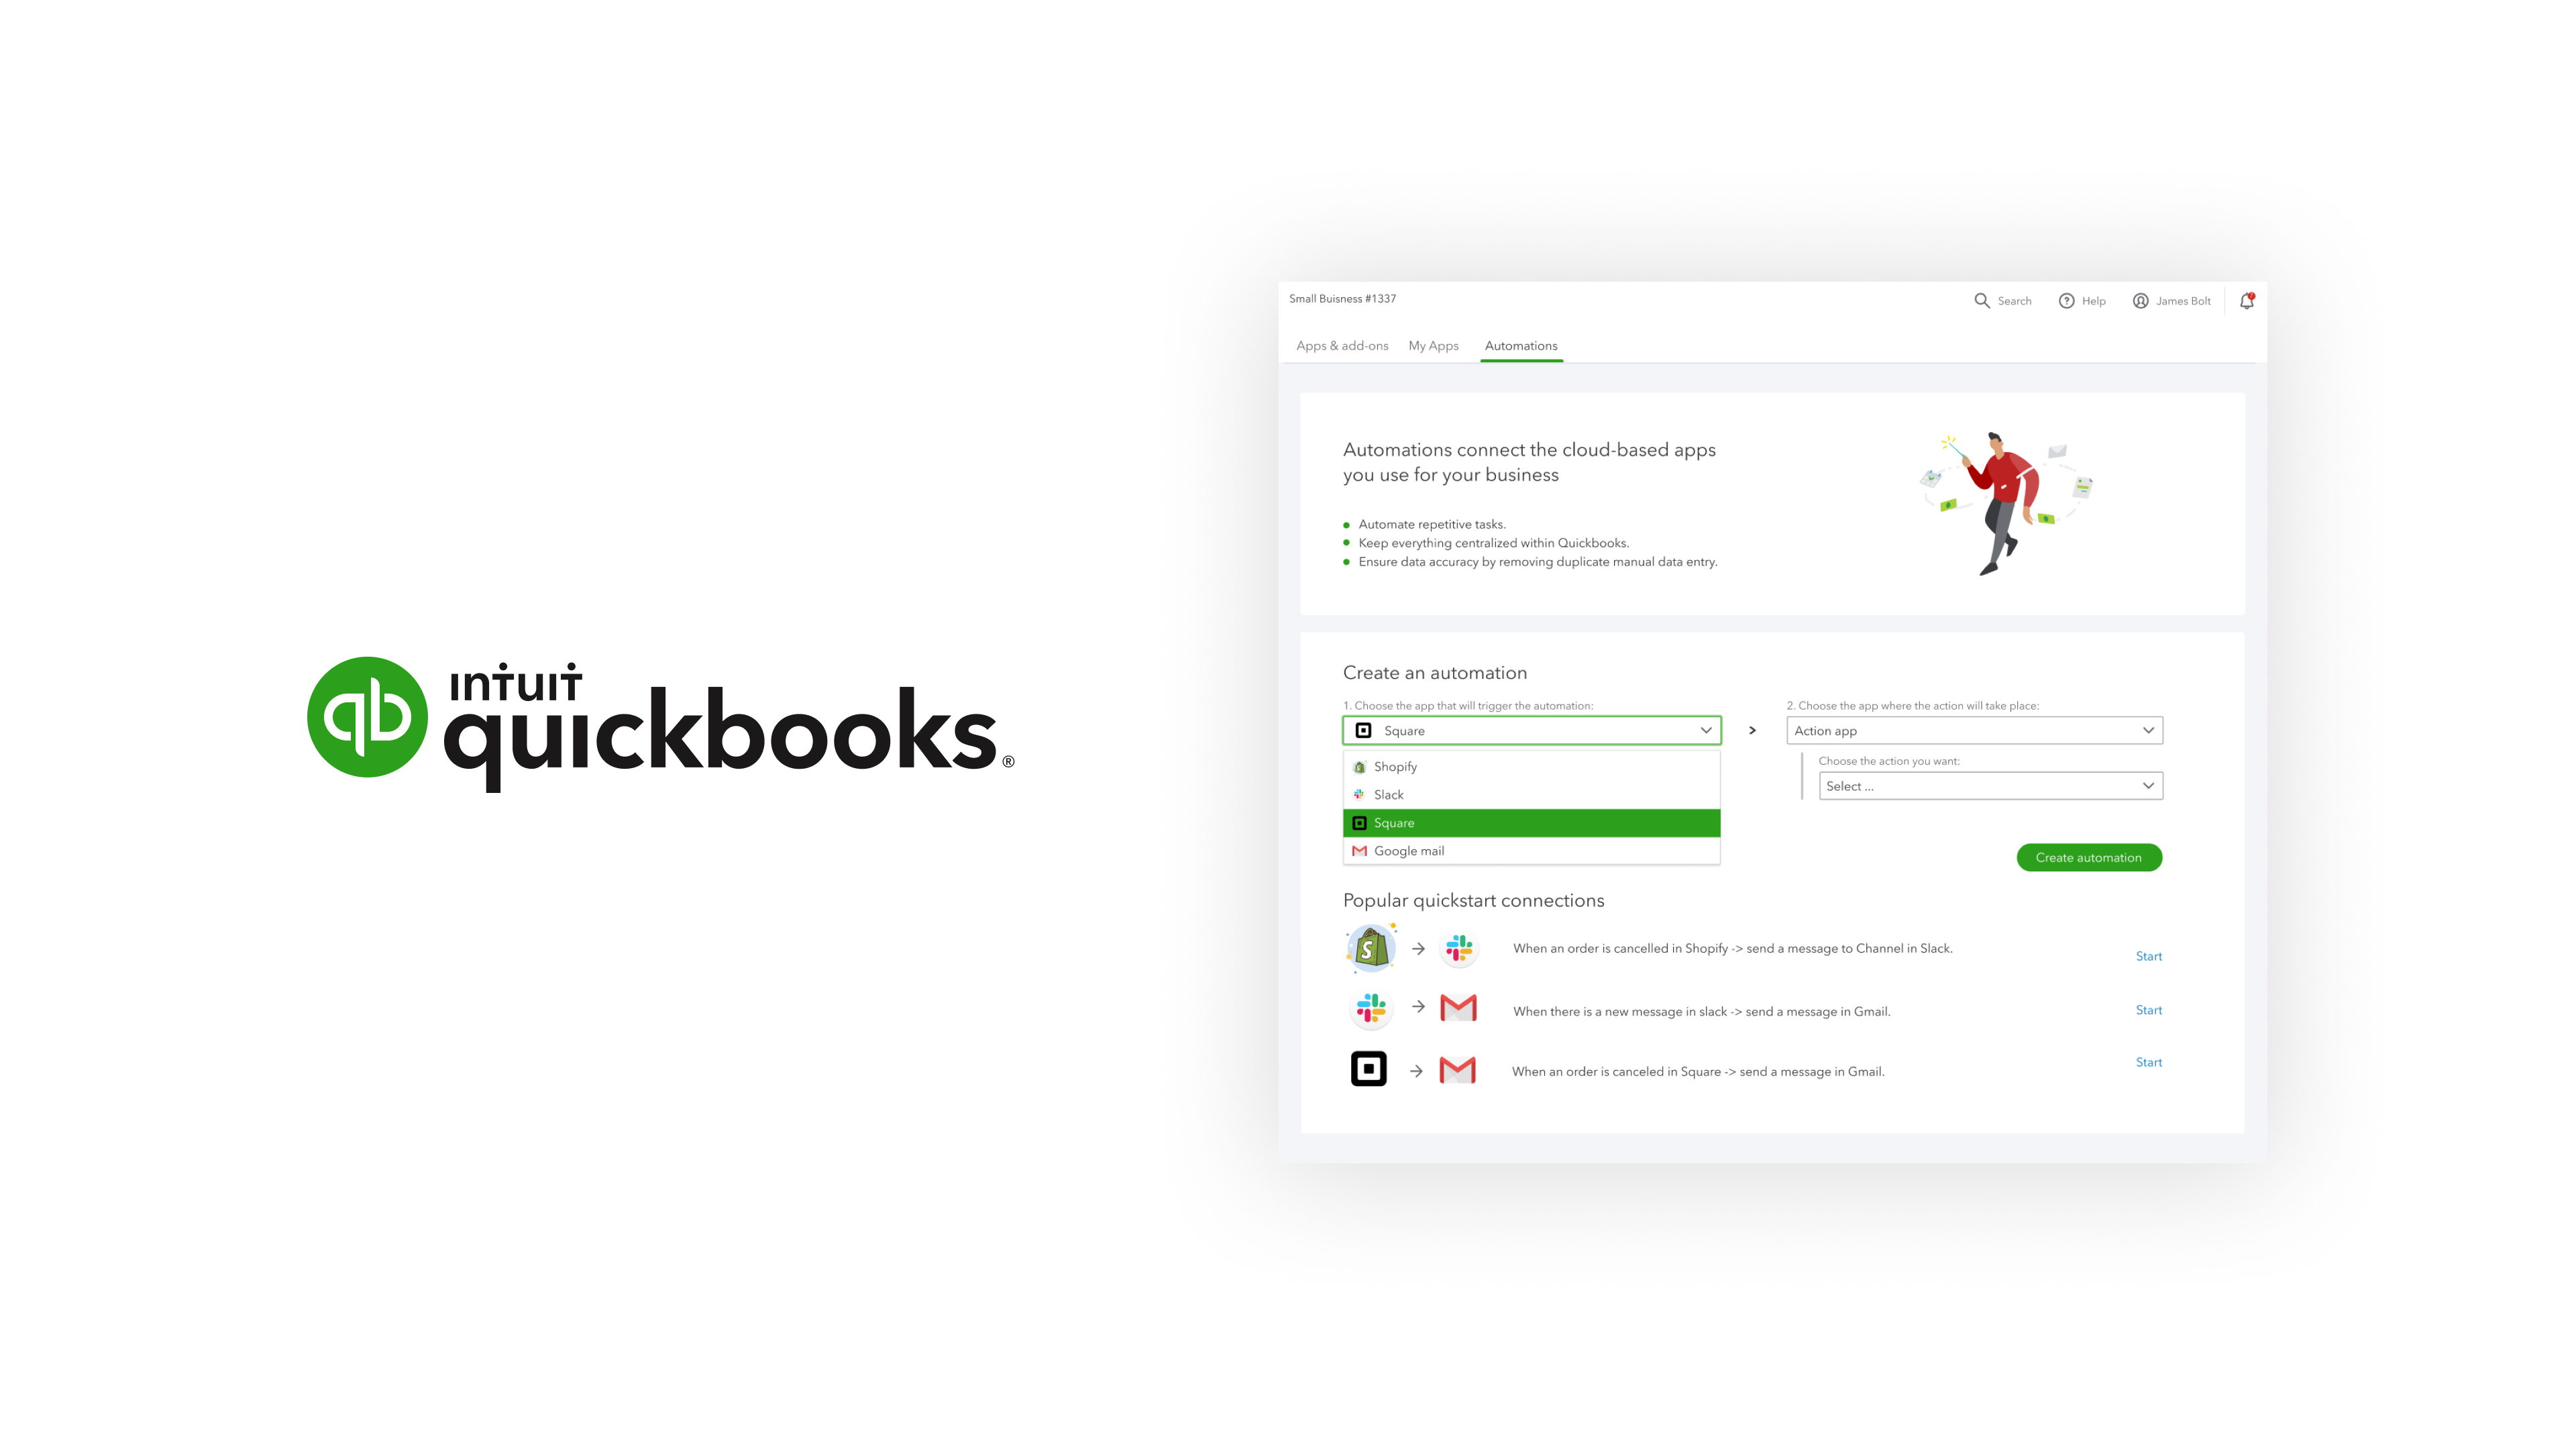 qb
intuit
quickbooks®
Small Buisness #1337
Search
Help
James Bolt
Apps & add-ons
My Apps
Automations
Automations connect the cloud-based apps
you use for your business
Automate repetitive tasks.
Keep everything centralized within Quickbooks.
Ensure data accuracy by removing duplicate manual data entry.
Create an automation
1. Choose the app that will trigger the automation:
Square
Shopify
Slack
Square
Google mail
>
2. Choose the app where the action will take place:
Action app
Choose the action you want:
Select ...
Create automation
Popular quickstart connections
When an order is cancelled in Shopify -> send a message to Channel in Slack.
Start
When there is a new message in slack -> send a message in Gmail.
Start
When an order is canceled in Square -> send a message in Gmail.
Start